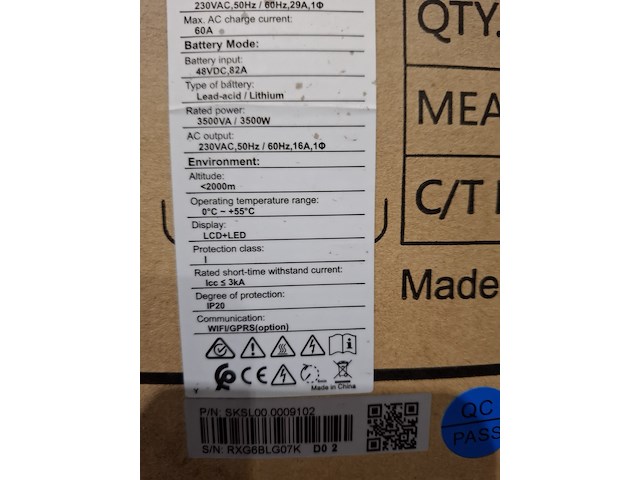 230VAC,50Hz / 60Hz,29A,1Φ
Max. AC charge current:
60A
Battery Mode:
Battery input:
48VDC,82A
Type of battery:
Lead-acid / Lithium
Rated power:
3500VA / 3500W
AC output:
230VAC,50Hz / 60Hz,16A,1Φ
Environment:
Altitude:
<2000m
Operating temperature range:
0°C ~ +55°C
Display:
LCD+LED
Protection class:
I
Rated short-time withstand current:
Icc ≤ 3kA
Degree of protection:
IP20
Communication:
WIFI/GPRS(option)
CE
Made in China
P/N: SKSL00 0009102
S/N: RXG6BLG07K D0 2
QTY.
MEA
C/T
Made
QC
PASS